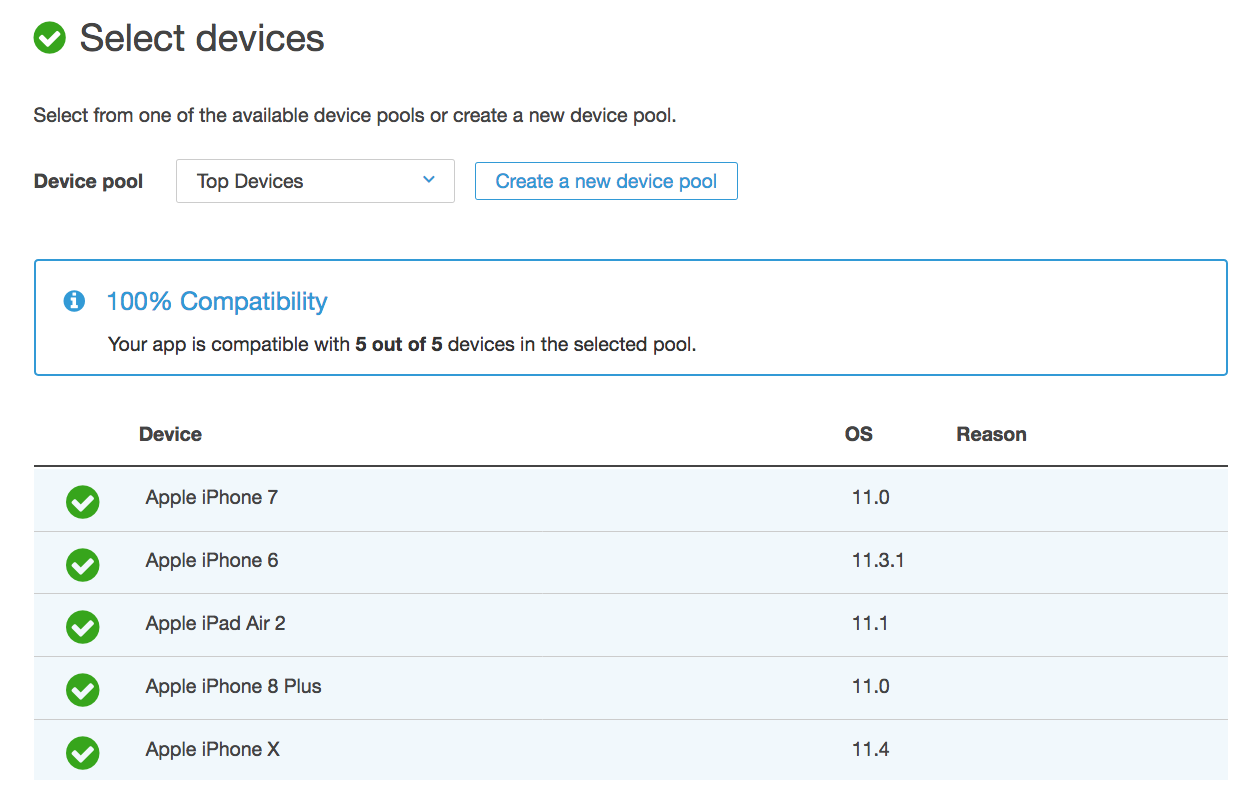 Select devices
Select from one of the available device pools or create a new device pool.
Device pool Top Devices Create a new device pool
100% Compatibility
Your app is compatible with 5 out of 5 devices in the selected pool.
Device OS Reason
Apple iPhone 7 11.0
Apple iPhone 6 11.3.1
Apple iPad Air 2 11.1
Apple iPhone 8 Plus 11.0
Apple iPhone X 11.4